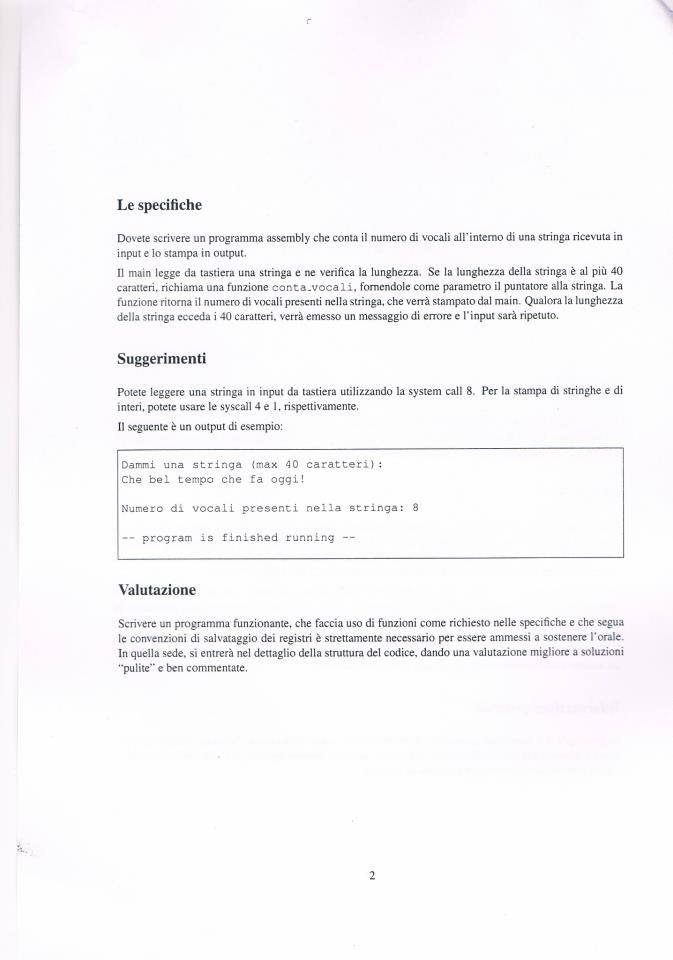 Le specifiche
Dovete scrivere un programma assembly che conta il numero di vocali all'interno di una stringa ricevuta in
input e lo stampa in output.
Il main legge da tastiera una stringa e ne verifica la lunghezza. Se la lunghezza della stringa è al più 40
caratteri, richiama una funzione conta_vocali, fornendole come parametro il puntatore alla stringa. La
funzione ritorna il numero di vocali presenti nella stringa, che verrà stampato dal main. Qualora la lunghezza
della stringa ecceda i 40 caratteri, verrà emesso un messaggio di errore e l'input sarà ripetuto.
Suggerimenti
Potete leggere una stringa in input da tastiera utilizzando la system call 8. Per la stampa di stringhe e di
interi, potete usare le syscall 4 e 1, rispettivamente.
Il seguente è un output di esempio:
Dammi una stringa (max 40 caratteri):
Che bel tempo che fa oggi!
Numero di vocali presenti nella stringa: 8
-- program is finished running --
Valutazione
Scrivere un programma funzionante, che faccia uso di funzioni come richiesto nelle specifiche e che segua
le convenzioni di salvataggio dei registri è strettamente necessario per essere ammessi a sostenere l'orale.
In quella sede, si entrerà nel dettaglio della struttura del codice, dando una valutazione migliore a soluzioni
"pulite" e ben commentate.
2